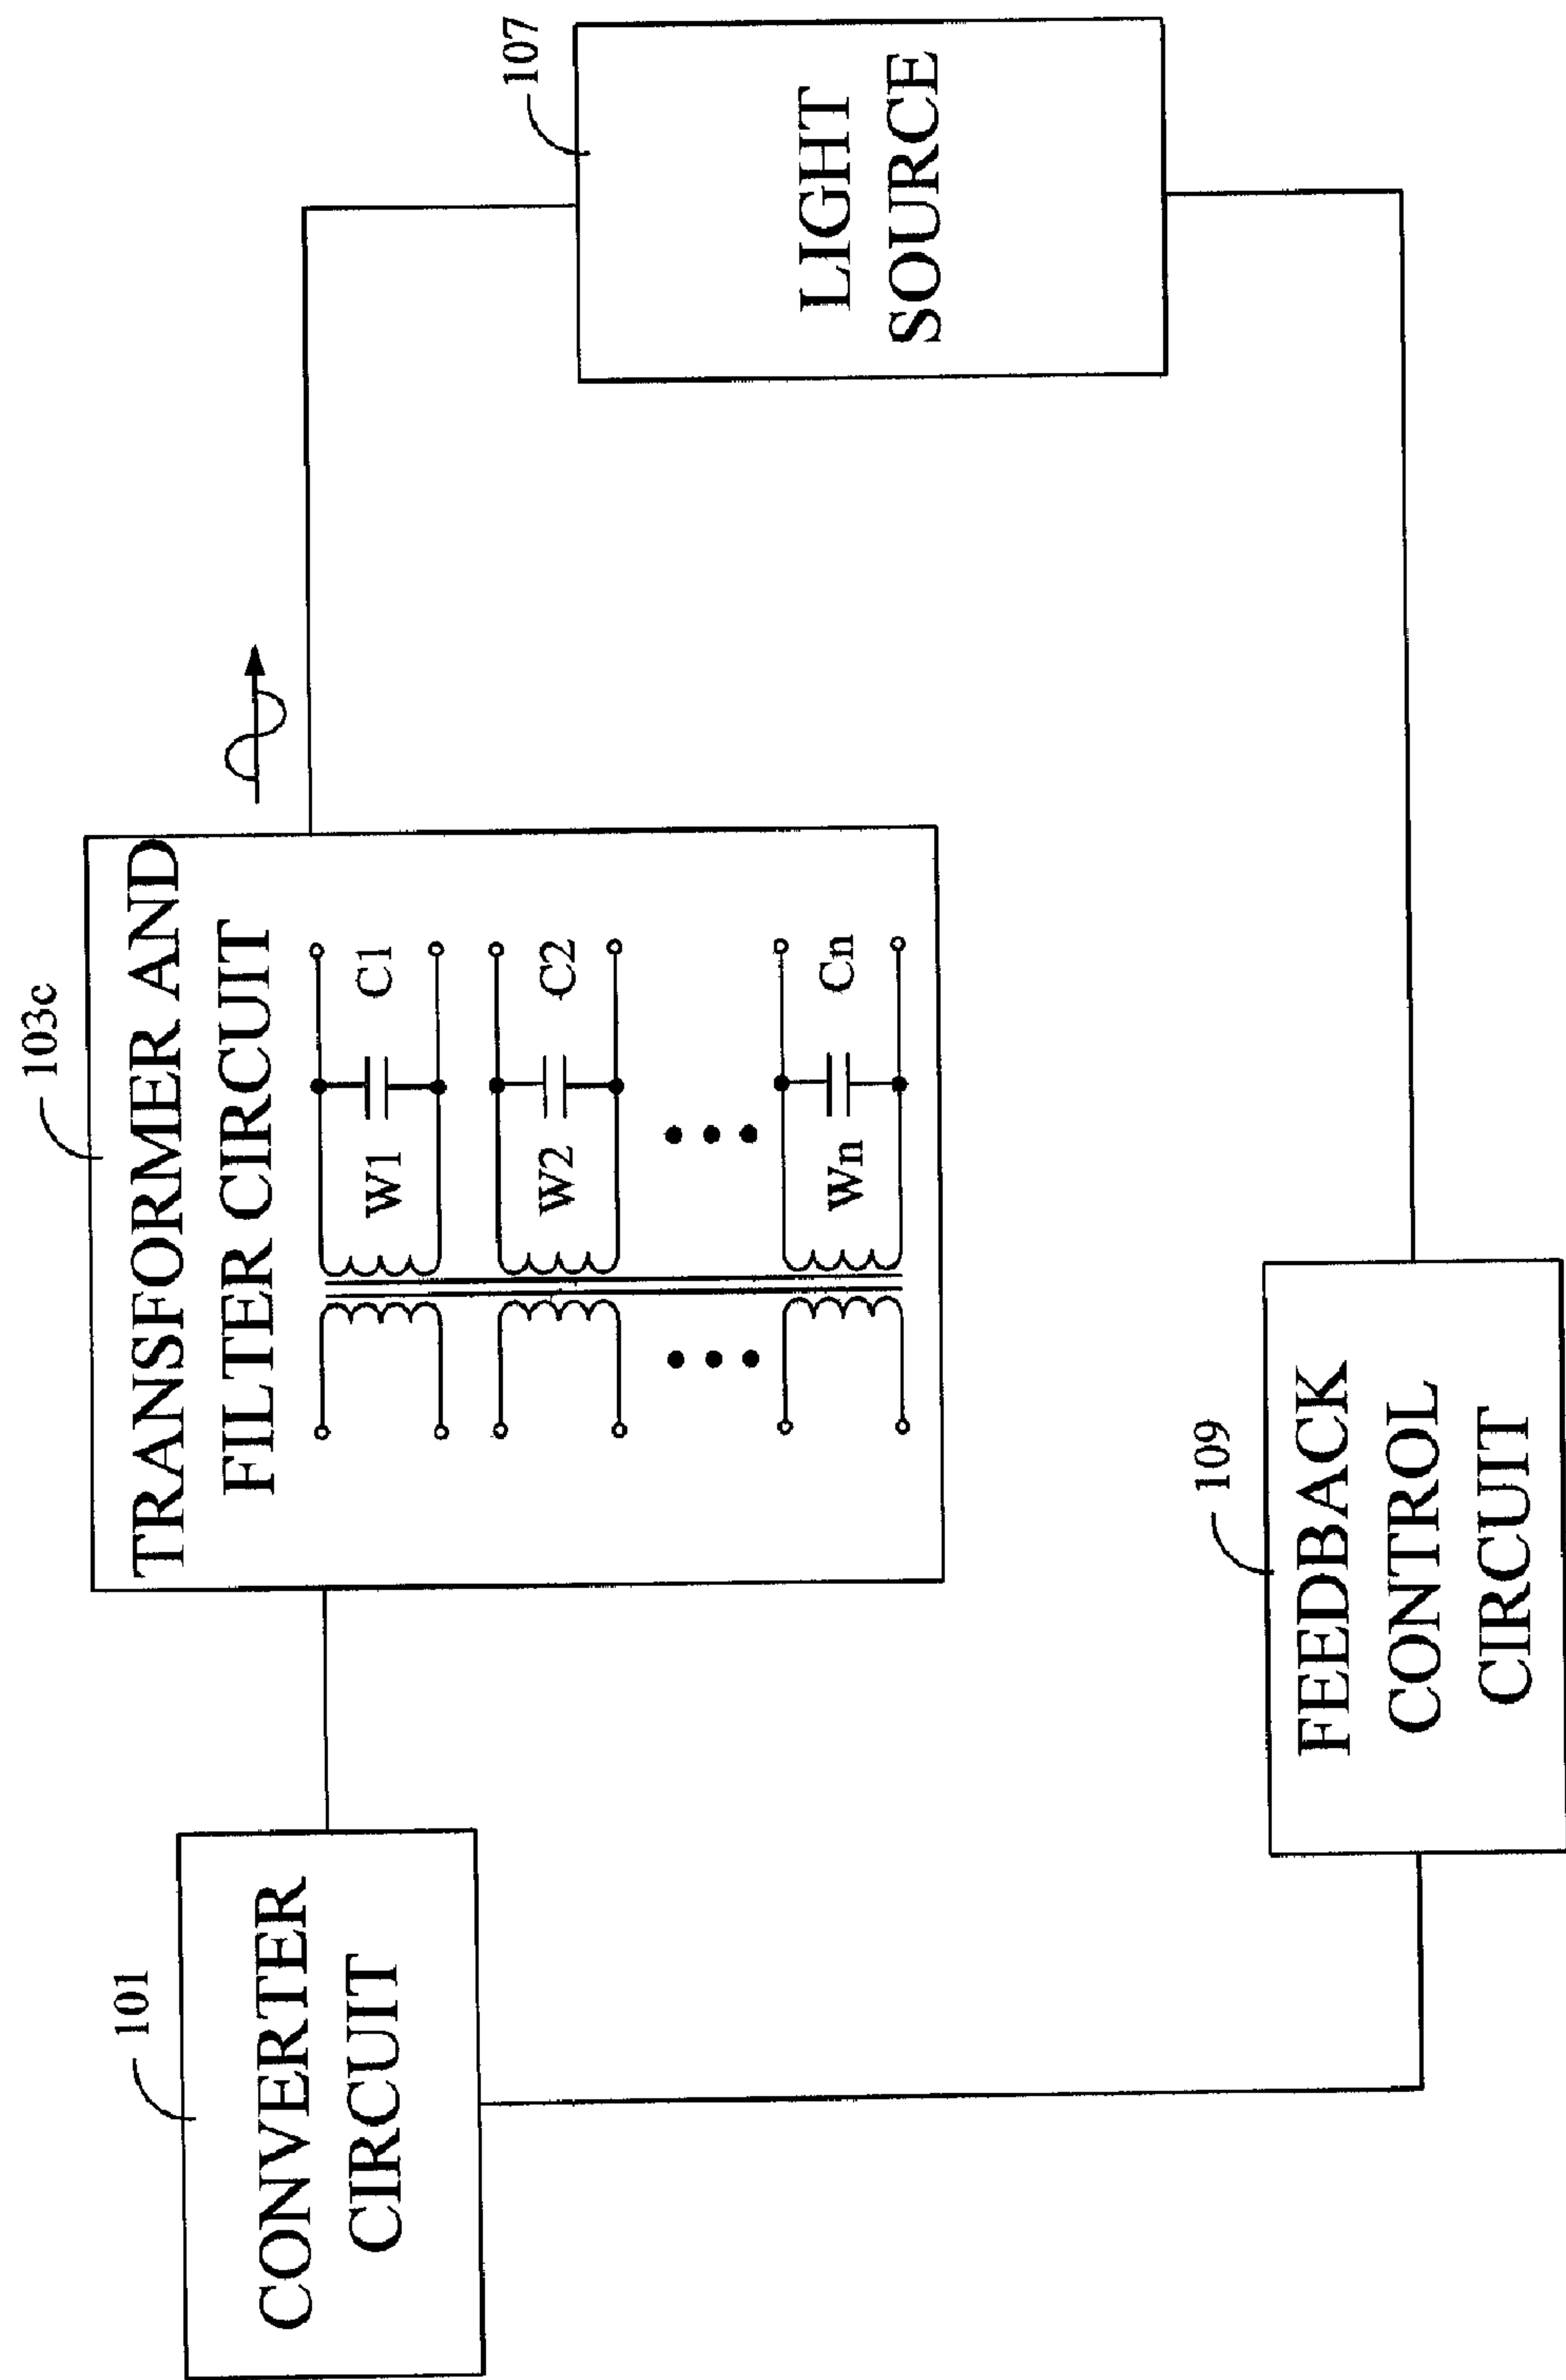 103c
TRANSFORMER AND
FILTER CIRCUIT
W1 C1
W2 C2
Wn Cn
101
CONVERTER
CIRCUIT
107
LIGHT
SOURCE
109
FEEDBACK
CONTROL
CIRCUIT